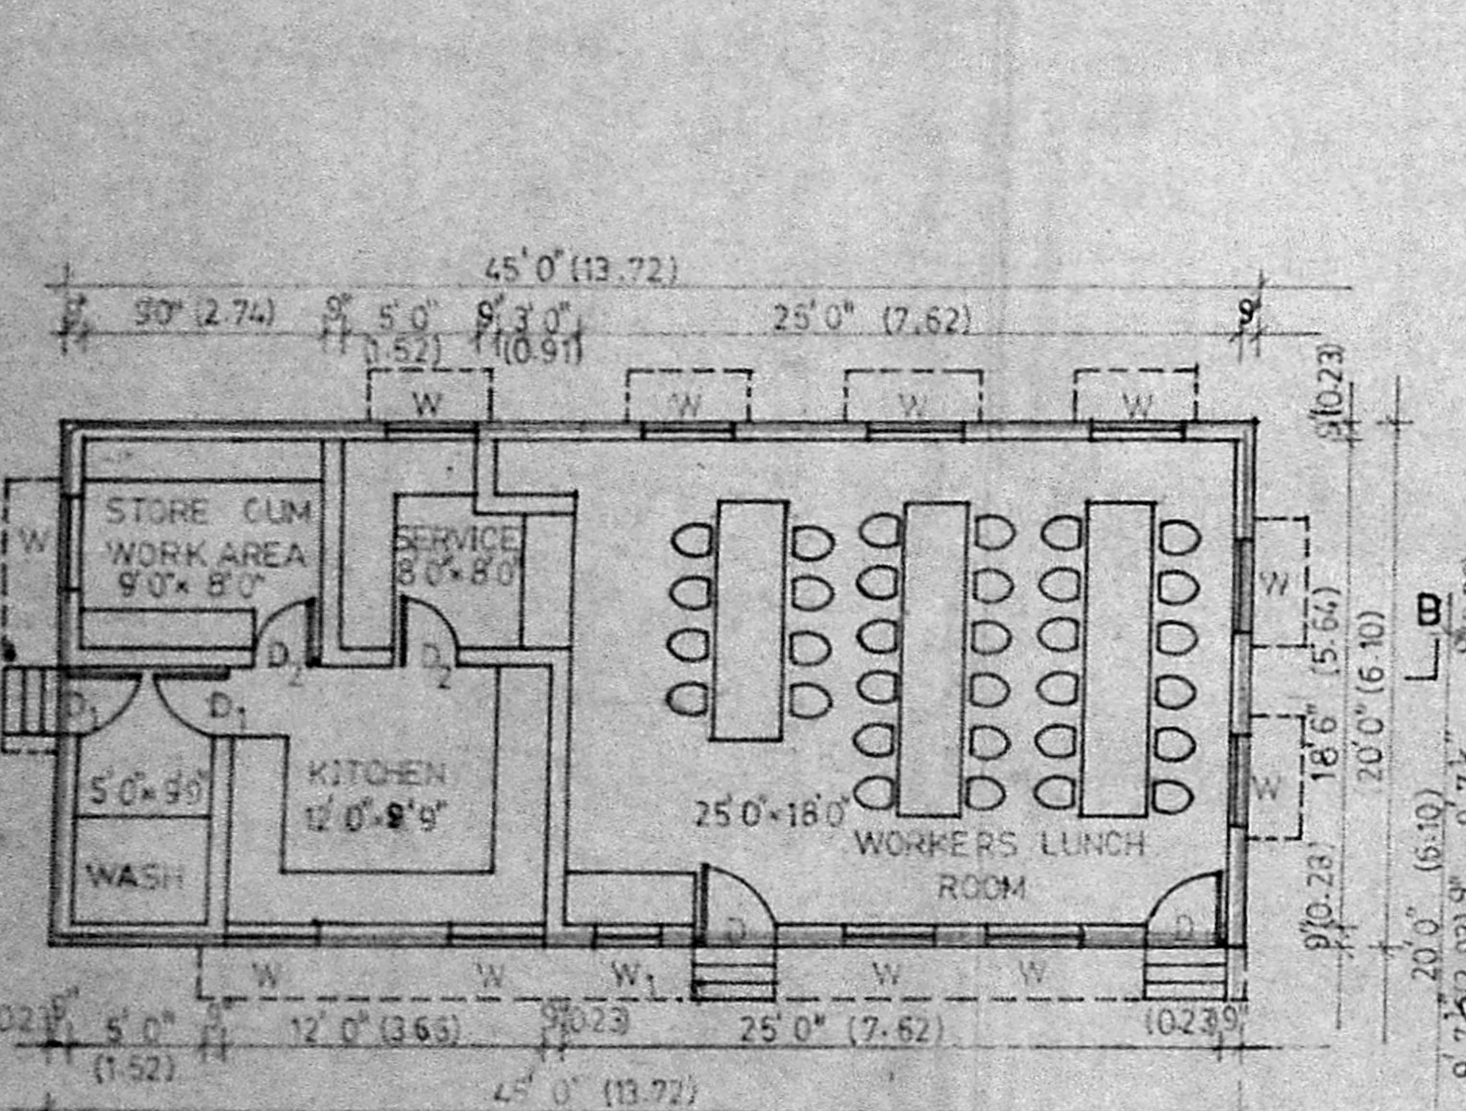 45'0"(13.72)
9" 9'0" (2.74) 9" 5'0" 9" 3'0" 25'0" (7.62) 9"
(1.52) (0.91)
9"(0.23)
W W W W
STORE CUM
WORK AREA
9'0"× 8'0"
SERVICE
8'0"×8'0"
W
W
D2 D2
D1 D1
18'6" (5.64)
20'0" (6.10)
B
KITCHEN
12'0"×9'9"
5'0"×9'9"
WASH
25'0"×18'0"
WORKERS LUNCH
ROOM
W
D D
9"(0.23)
20'0" (6.10)
W W W1 W W
9" 5'0" 9" 12'0"(3.66) 9"(0.23) 25'0" (7.62) (0.23)9"
(1.52)
45'0" (13.72)